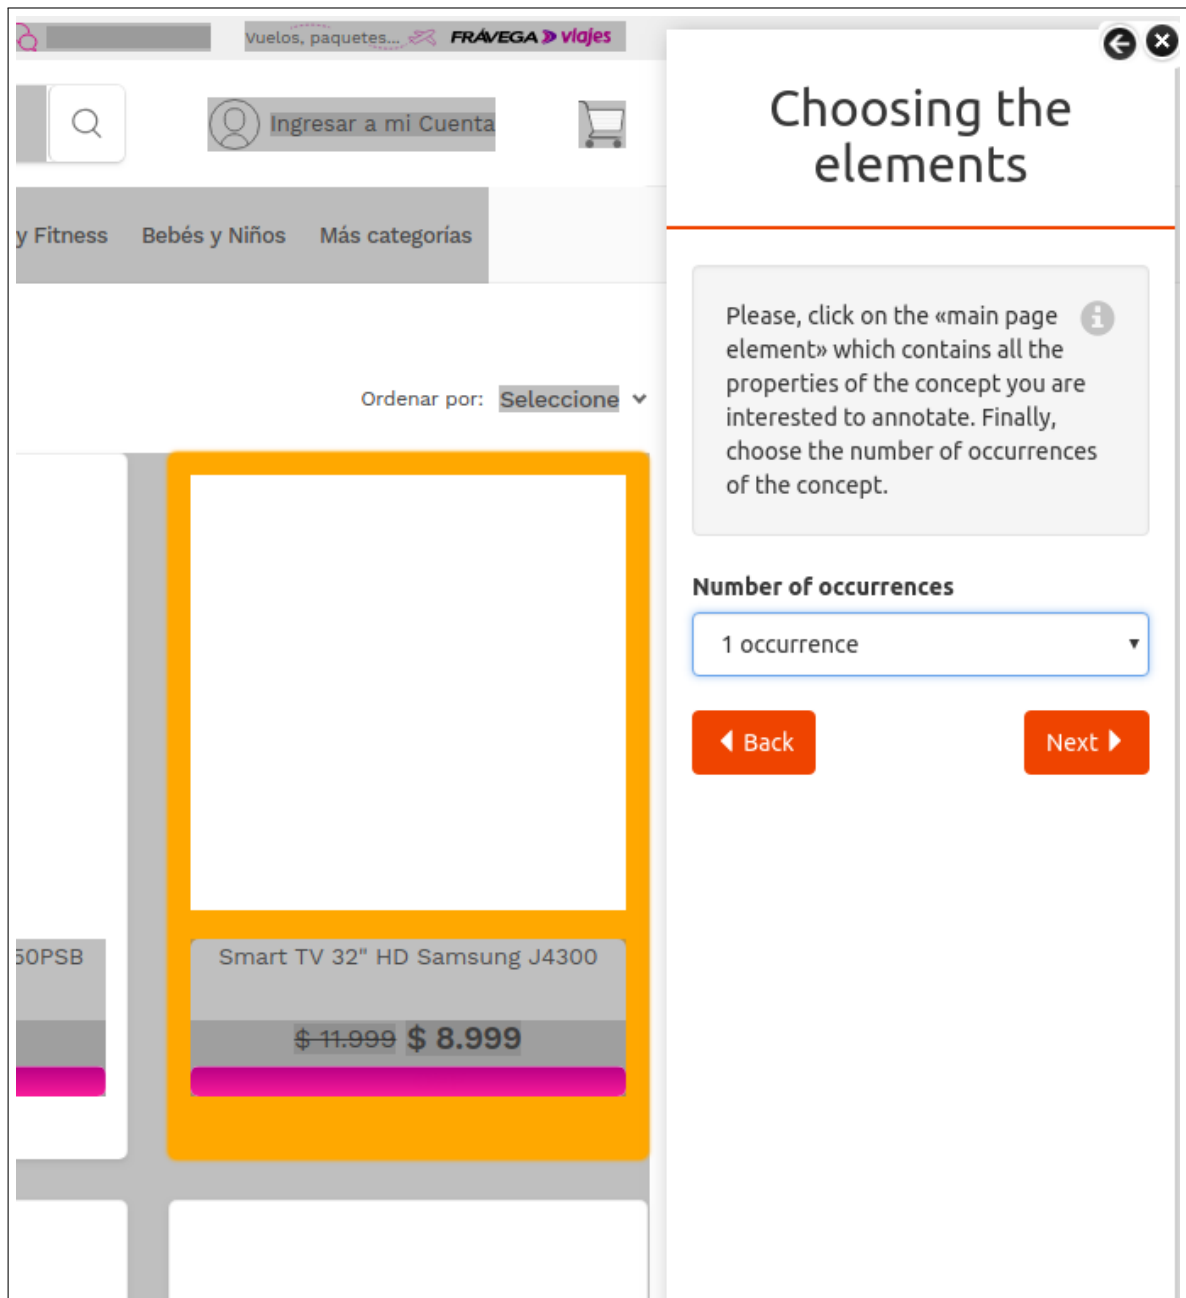 Vuelos, paquetes... FRÁVEGA viajes
Ingresar a mi Cuenta
y Fitness Bebés y Niños Más categorías
Ordenar por: Seleccione
50PSB
Smart TV 32" HD Samsung J4300
$ 11.999 $ 8.999
Choosing the
elements
Please, click on the «main page
element» which contains all the
properties of the concept you are
interested to annotate. Finally,
choose the number of occurrences
of the concept.
Number of occurrences
1 occurrence
Back Next